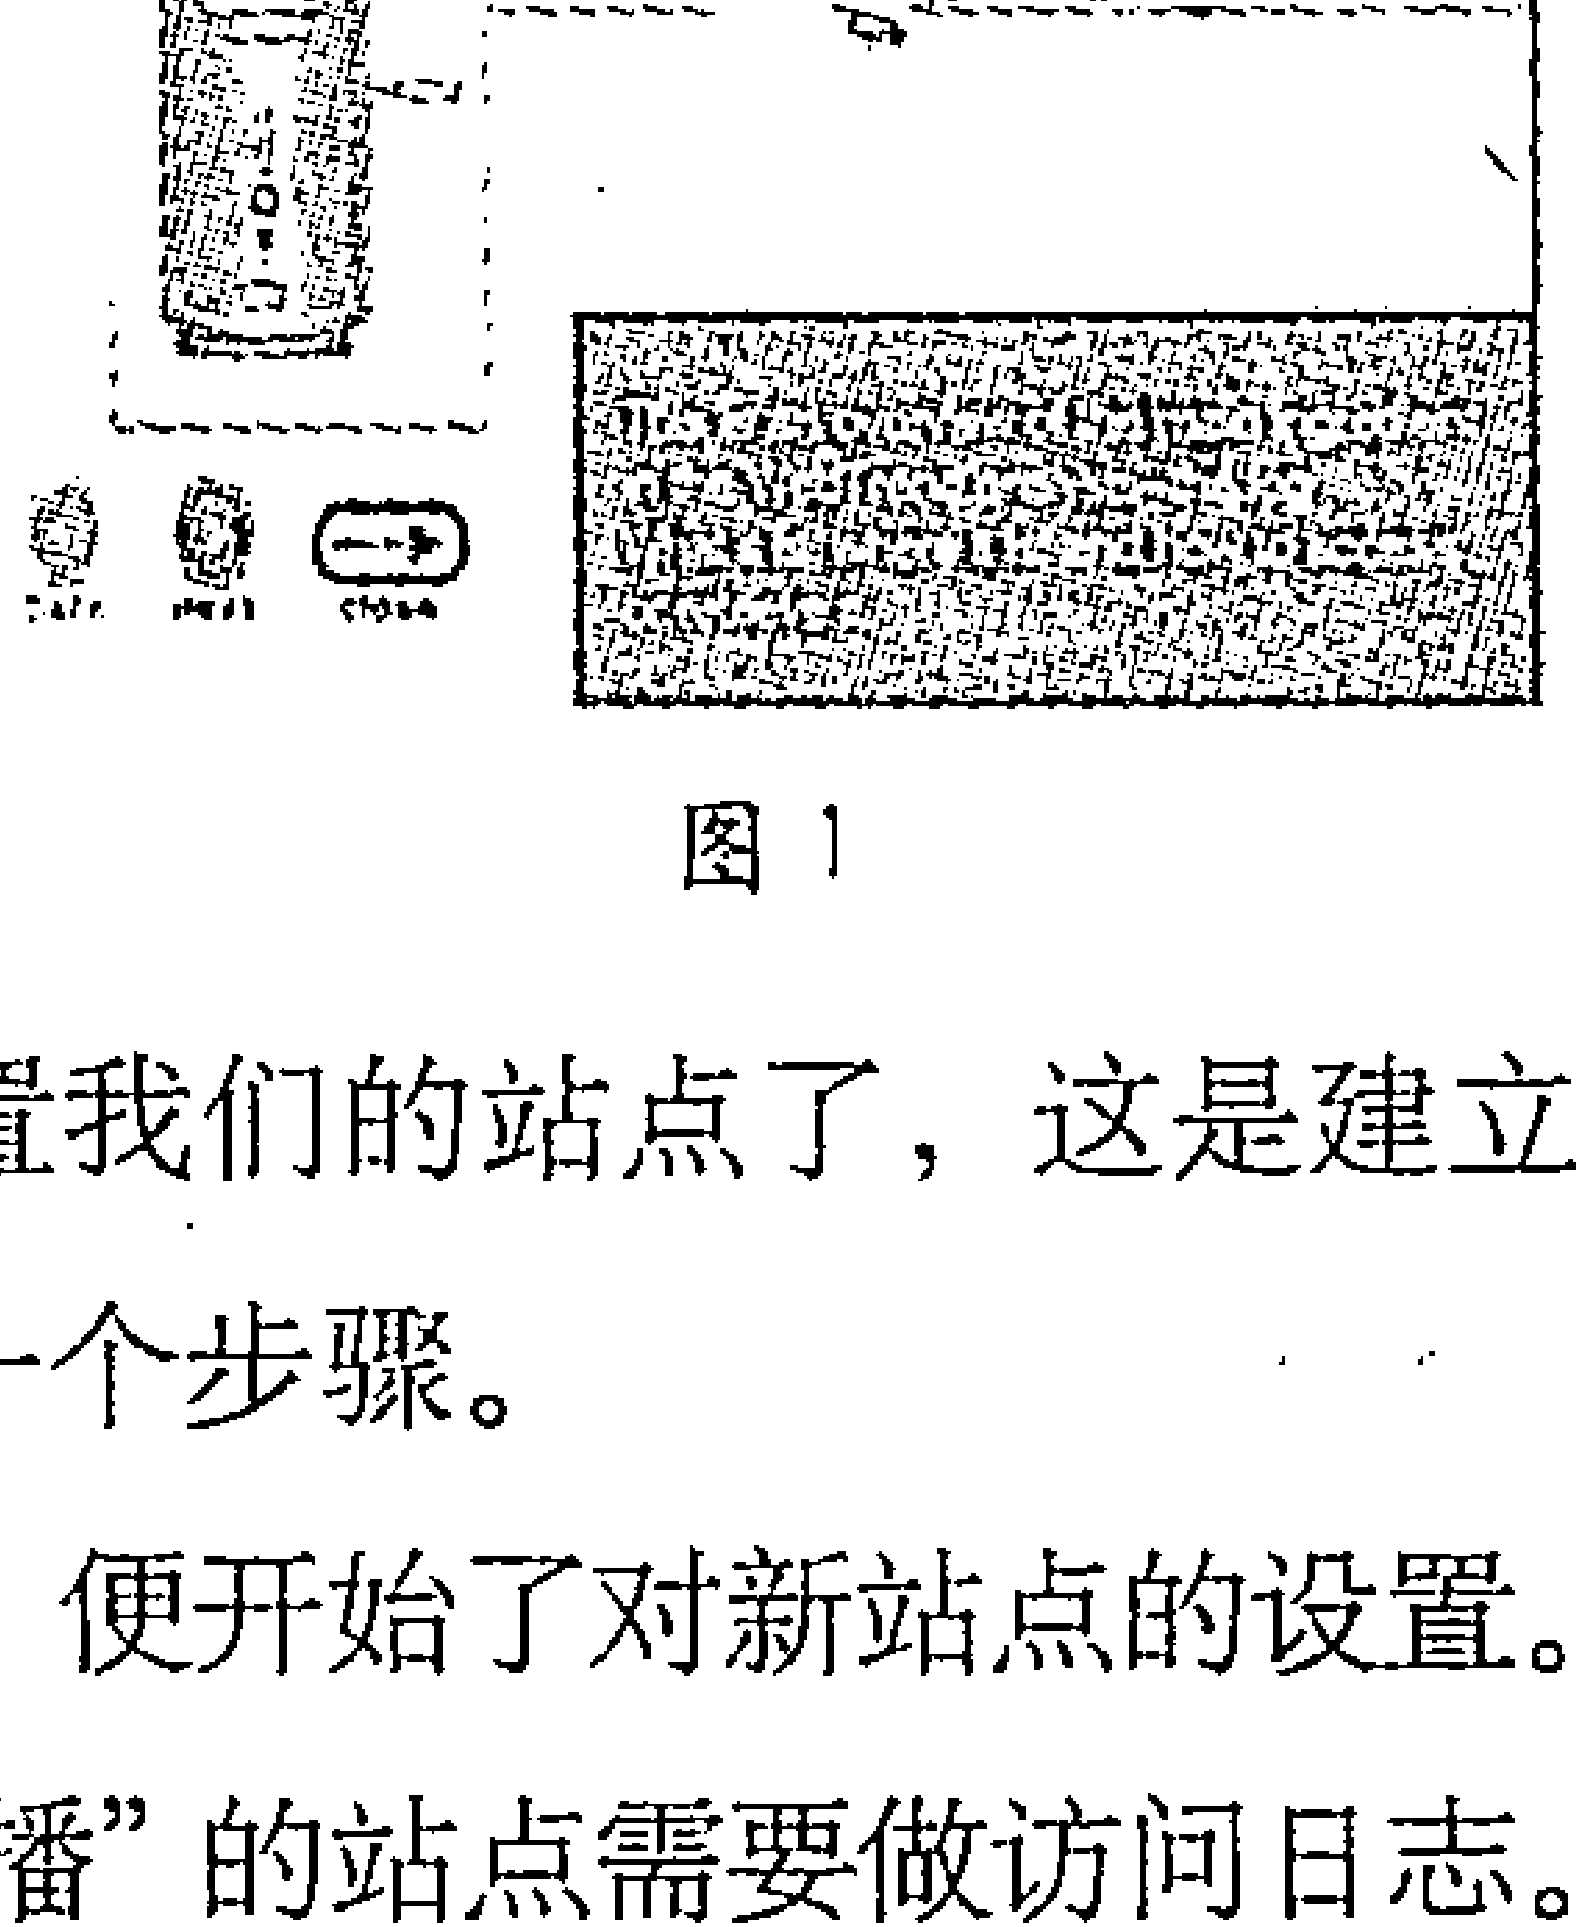 close
图 1
置我们的站点了，这是建立
一个步骤。
便开始了对新站点的设置。
播”的站点需要做访问日志。